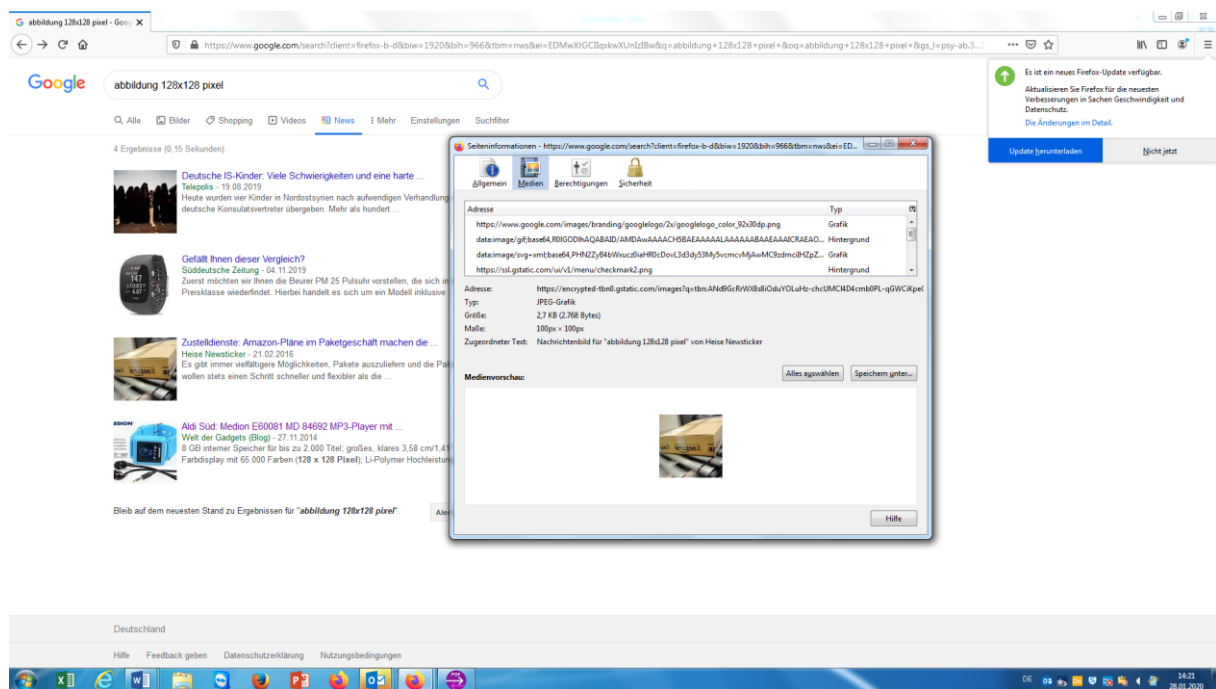 abbildung 128x128 pixel - Goog
https://www.google.com/search?client=firefox-b-d&biw=1920&bih=966&tbm=nws&ei=
Google
abbildung 128x128 pixel
Alle Bilder Shopping Videos News Mehr Einstellungen Suchfilter
4 Ergebnisse (0,15 Sekunden)
Deutsche IS-Kinder: Viele Schwierigkeiten und eine harte ...
Telepolis - 19.08.2019
Heute wurden vier Kinder in Nordostsyrien nach aufwendigen Verhandlung
deutsche Konsulatsvertreter übergeben. Mehr als hundert ...
Gefällt Ihnen dieser Vergleich?
Süddeutsche Zeitung - 04.11.2019
Zuerst möchten wir Ihnen die Beurer PM 25 Pulsuhr vorstellen, die sich in
Preisklasse wiederfindet. Hierbei handelt es sich um ein Modell inklusive
Zustelldienste: Amazon-Pläne im Paketgeschäft machen die ...
Heise Newsticker - 21.02.2016
Es gibt immer vielfältigere Möglichkeiten, Pakete auszuliefern und die Pak
wollen stets einen Schritt schneller und flexibler als die ...
Aldi Süd: Medion E60081 MD 84692 MP3-Player mit ...
Welt der Gadgets (Blog) - 27.11.2014
8 GB interner Speicher für bis zu 2.000 Titel; großes, klares 3,58 cm/1,41
Farbdisplay mit 65.000 Farben (128 x 128 Pixel); Li-Polymer Hochleistun
Bleib auf dem neuesten Stand zu Ergebnissen für "abbildung 128x128 pixel".
Ale
Deutschland
Hilfe Feedback geben Datenschutzerklärung Nutzungsbedingungen
Es ist ein neues Firefox-Update verfügbar.
Aktualisieren Sie Firefox für die neuesten
Verbesserungen in Sachen Geschwindigkeit und
Datenschutz.
Die Änderungen im Detail.
Update herunterladen Nicht jetzt
Seiteninformationen - https://www.google.com/search?client=firefox-b-d&biw=1920&bih=966&tbm=nws&ei=ED...
Allgemein Medien Berechtigungen Sicherheit
Adresse Typ
https://www.google.com/images/branding/googlelogo/2x/googlelogo_color_92x30dp.png Grafik
Hintergrund
Grafik
https://ssl.gstatic.com/ui/v1/menu/checkmark2.png Hintergrund
Adresse:
Typ: JPEG-Grafik
Größe: 2,7 KB (2.768 Bytes)
Maße: 100px × 100px
Zugeordneter Text: Nachrichtenbild für "abbildung 128x128 pixel" von Heise Newsticker
Medienvorschau:
Alles auswählen Speichern unter...
Hilfe
DE
14:21
28.01.2020